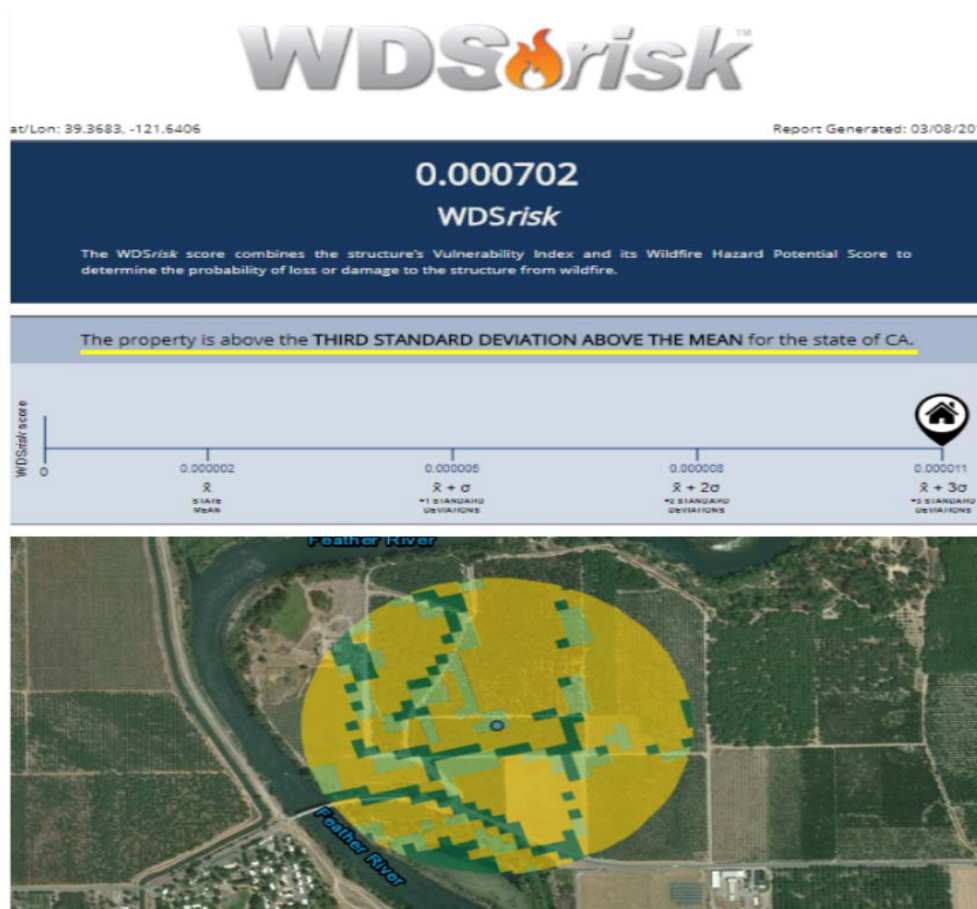 WDSrisk™
at/Lon: 39.3683, -121.6406
Report Generated: 03/08/20
0.000702
WDSrisk
The WDSrisk score combines the structure's Vulnerability Index and its Wildfire Hazard Potential Score to
determine the probability of loss or damage to the structure from wildfire.
The property is above the THIRD STANDARD DEVIATION ABOVE THE MEAN for the state of CA.
WDSrisk score
0
0.000002
0.000005
0.000008
0.000011
x̄
x̄ + σ
x̄ + 2σ
x̄ + 3σ
STATE
MEAN
+1 STANDARD
DEVIATIONS
+2 STANDARD
DEVIATIONS
+3 STANDARD
DEVIATIONS
Feather River
Feather River